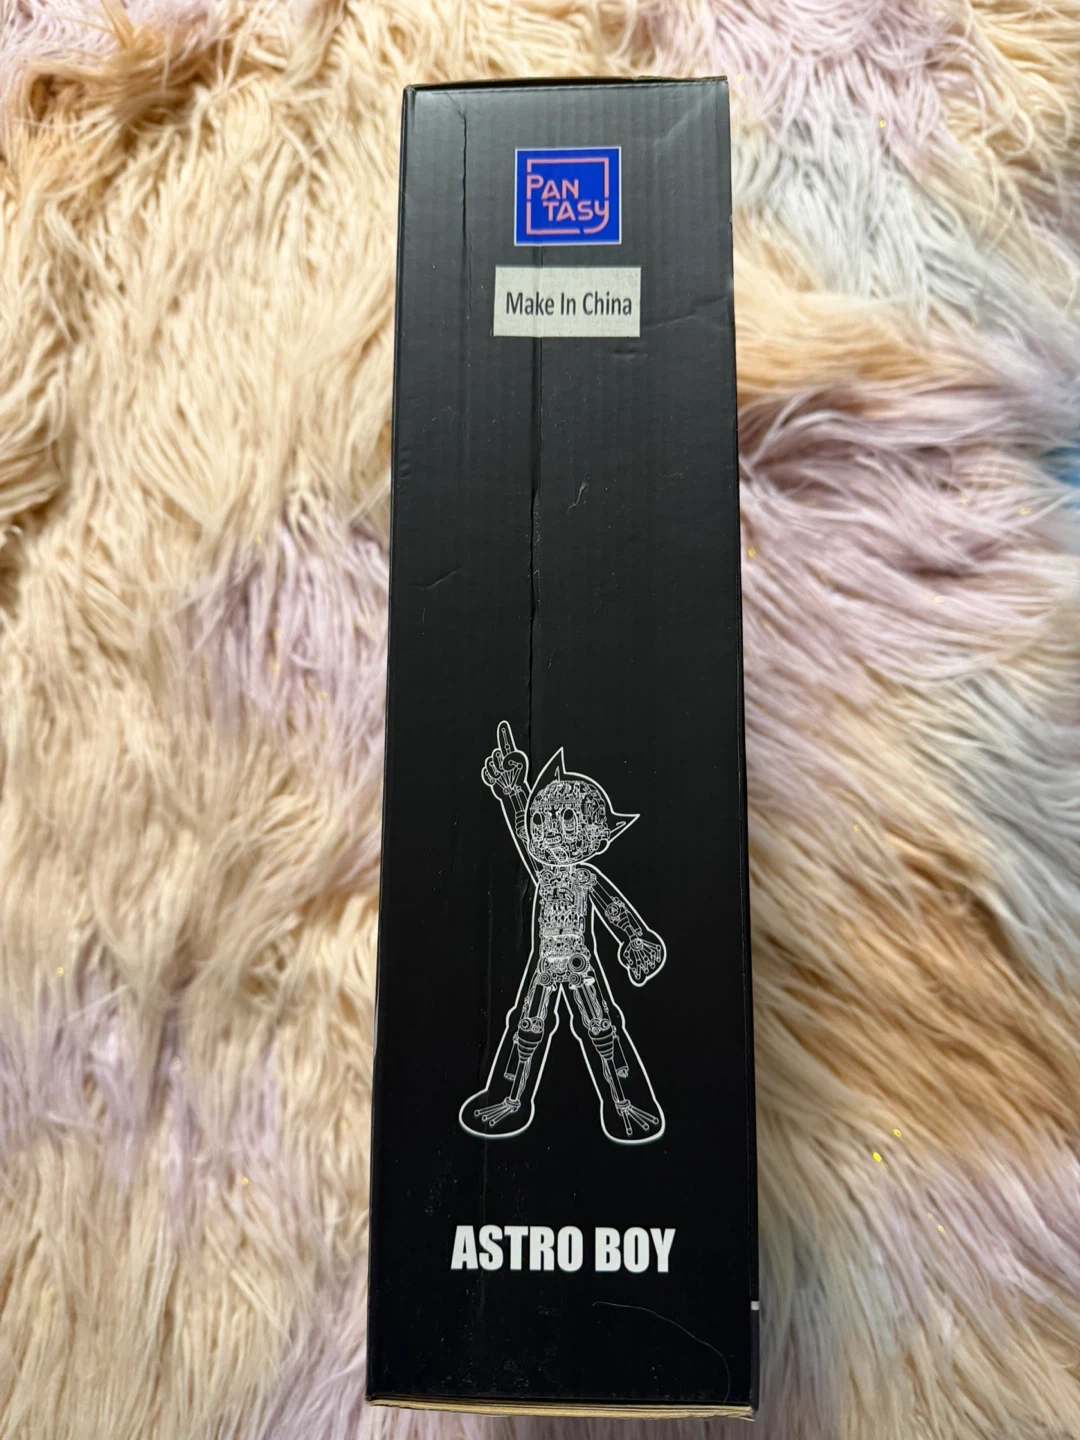 PAN
TASY
Make In China
ASTRO BOY